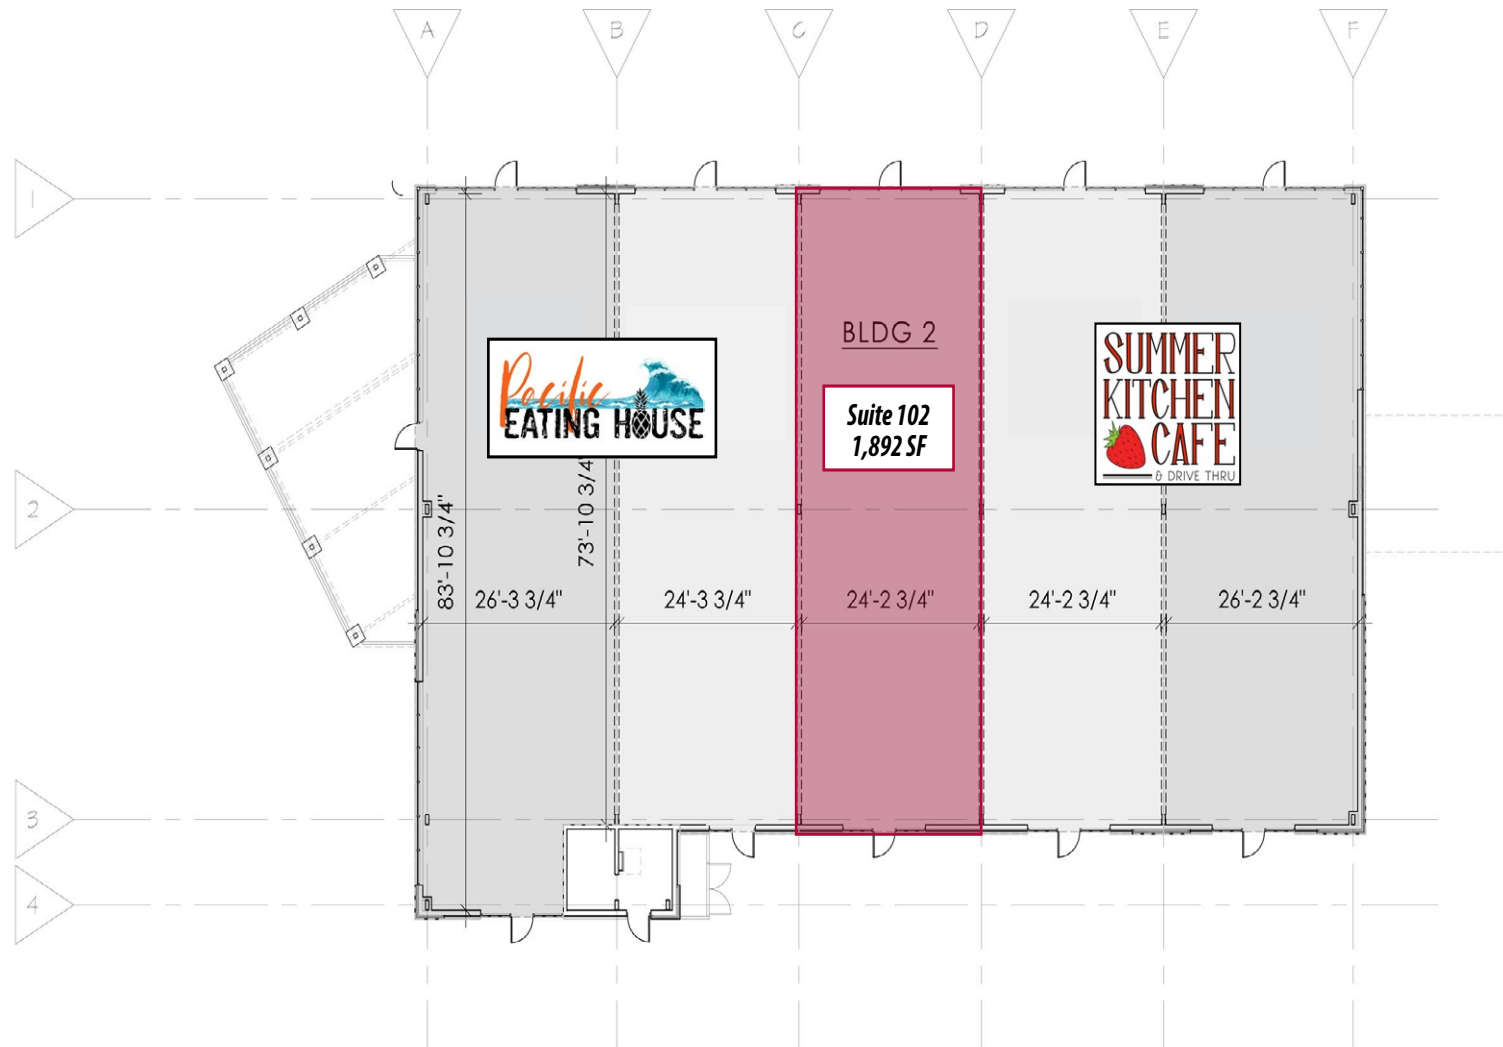 A B C D E F
1
BLDG 2
Pacific
EATING HOUSE
SUMMER
KITCHEN
CAFE
& DRIVE THRU
Suite 102
1,892 SF
2
83'-10 3/4"
73'-10 3/4"
26'-3 3/4" 24'-3 3/4" 24'-2 3/4" 24'-2 3/4" 26'-2 3/4"
3
4